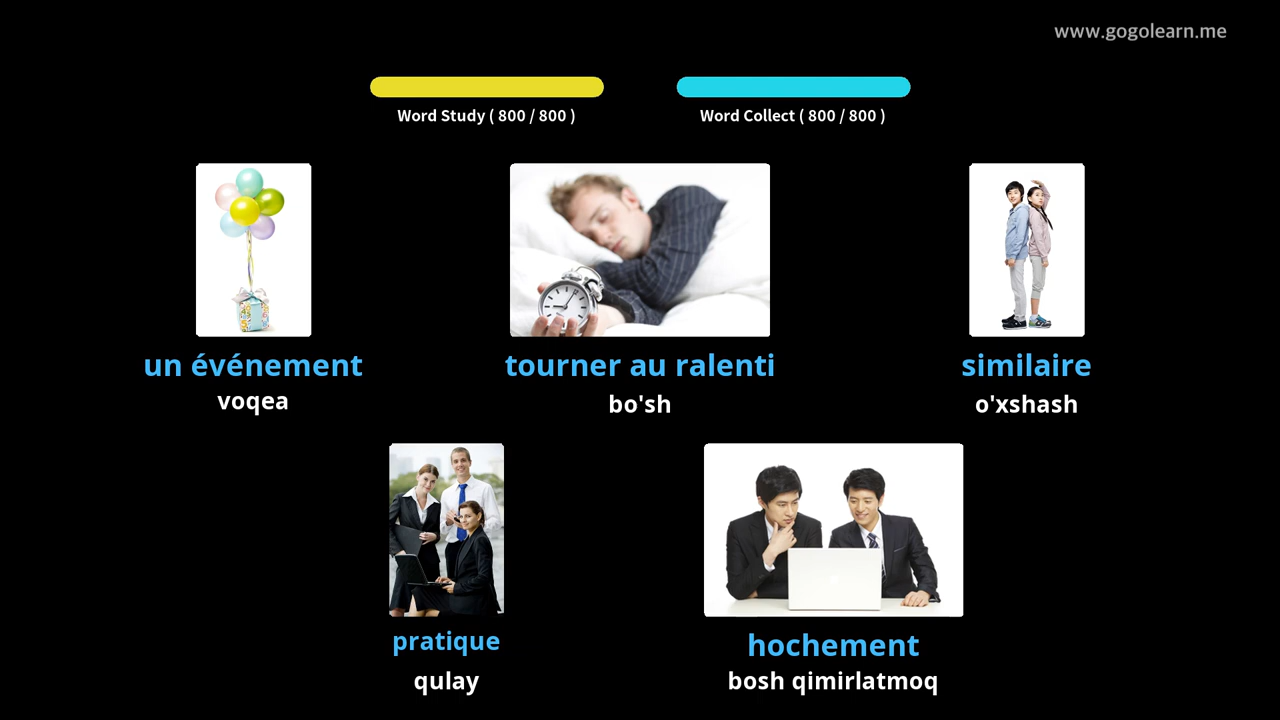 www.gogolearn.me
Word Study ( 800 / 800 )
Word Collect ( 800 / 800 )
un événement
voqea
tourner au ralenti
bo'sh
similaire
o'xshash
pratique
qulay
hochement
bosh qimirlatmoq